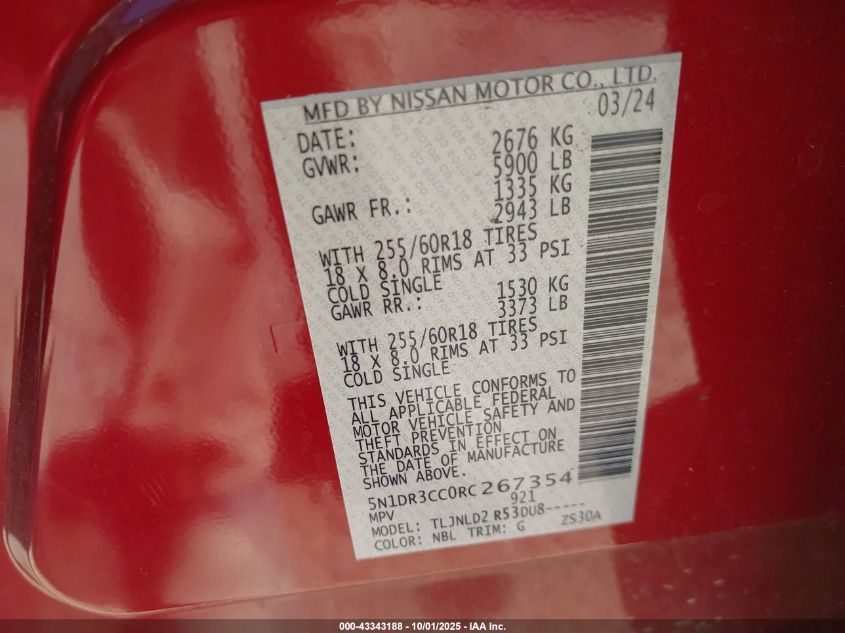 MFD BY NISSAN MOTOR CO., LTD.
DATE: 03/24
GVWR: 2676 KG
5900 LB
GAWR FR.: 1335 KG
2943 LB
WITH 255/60R18 TIRES
18 X 8.0 RIMS AT 33 PSI
COLD SINGLE
GAWR RR.: 1530 KG
3373 LB
WITH 255/60R18 TIRES
18 X 8.0 RIMS AT 33 PSI
COLD SINGLE
THIS VEHICLE CONFORMS TO
ALL APPLICABLE FEDERAL
MOTOR VEHICLE SAFETY AND
THEFT PREVENTION
STANDARDS IN EFFECT ON
THE DATE OF MANUFACTURE
SHOWN ABOVE.
5N1DR3CC0RC267354
MPV 921
MODEL: TLJNLD2 R53DU8-----
COLOR: NBL TRIM: G ZS30A
000-43343188 - 10/01/2025 - IAA Inc.